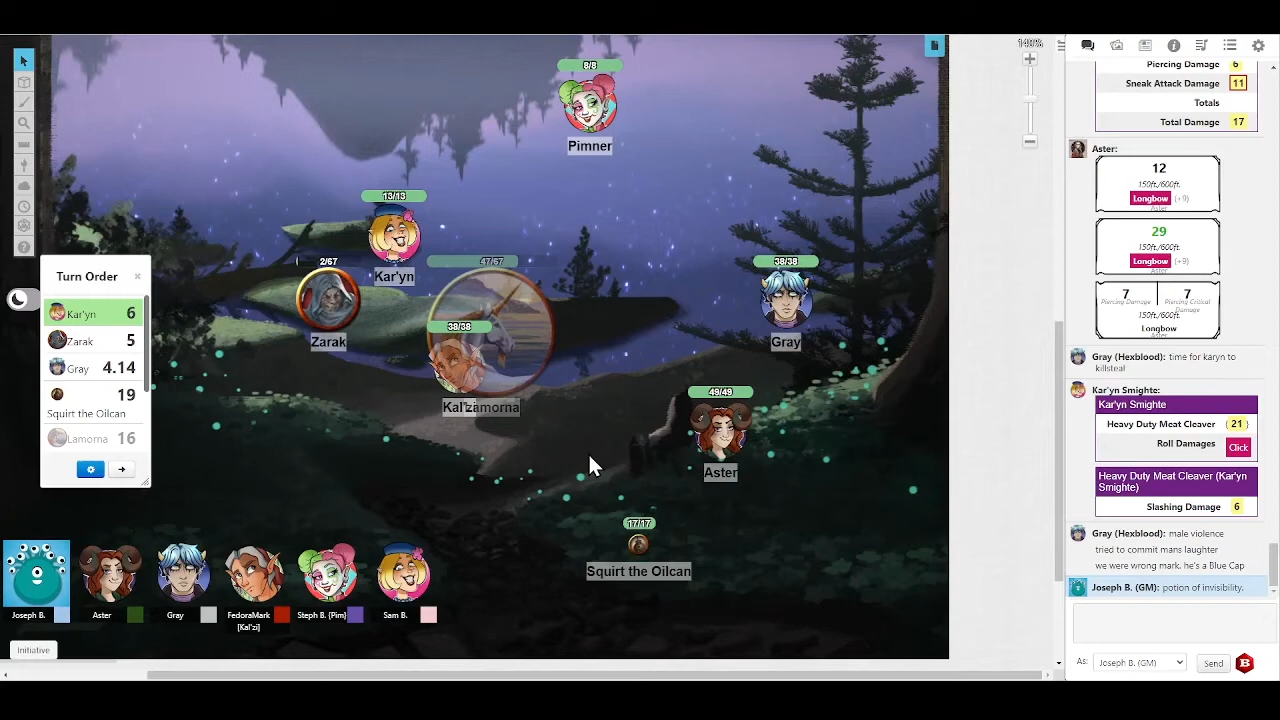 8/8
Pimner
13/13
Kar'yn
2/67
47/67
Zarak
38/38
Kal'zamorna
38/38
Gray
49/49
Aster
17/17
Squirt the Oilcan
Turn Order ×
Kar'yn 6
Zarak 5
Gray 4.14
19
Squirt the Oilcan
Lamorna 16
Joseph B.
Aster
Gray
FedoraMark
[Kal'zi]
Steph B. [Pim]
Sam B.
Initiative
Piercing Damage 6
Sneak Attack Damage 11
Totals
Total Damage 17
Aster:
12
150ft./600ft.
Longbow (+9)
Aster
29
150ft./600ft.
Longbow (+9)
Aster
7 7
Piercing Damage Piercing Critical
Damage
150ft./600ft.
Longbow
Aster
Gray (Hexblood): time for karyn to
killsteal
Kar'yn Smighte:
Kar'yn Smighte
Heavy Duty Meat Cleaver 21
Roll Damages Click
Heavy Duty Meat Cleaver (Kar'yn
Smighte)
Slashing Damage 6
Gray (Hexblood): male violence
tried to commit mans laughter
we were wrong mark. he's a Blue Cap
Joseph B. (GM): potion of invisibility.
As: Joseph B. (GM) Send